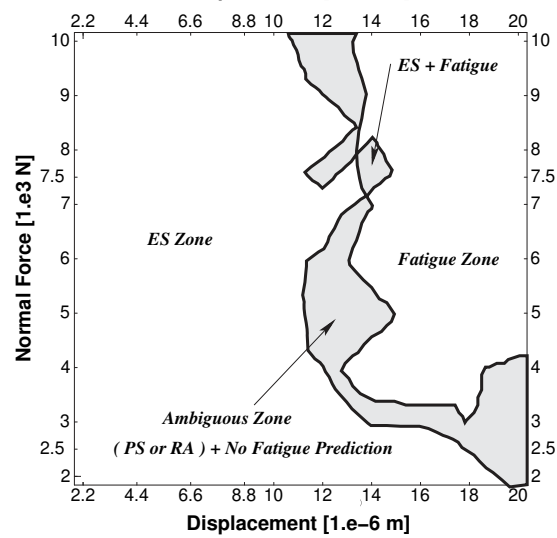 2.2 4.4 6.6 8.8 10 12 14 16 18 20
10 10
ES + Fatigue
9 9
8 8
7.5 7.5
7 7
Normal Force [1.e3 N]
ES Zone
Fatigue Zone
6 6
5 5
4 4
Ambiguous Zone
3 3
( PS or RA ) + No Fatigue Prediction
2.5 2.5
2 2
2.2 4.4 6.6 8.8 10 12 14 16 18 20
Displacement [1.e−6 m]